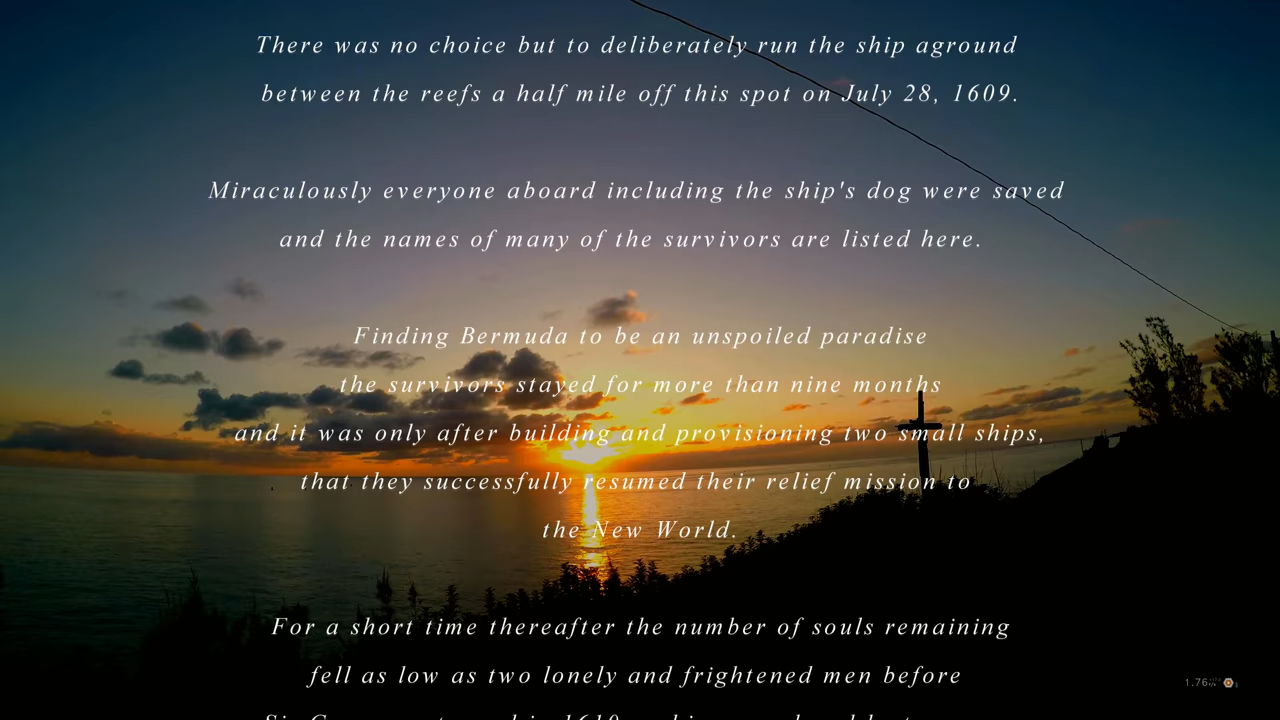 There was no choice but to deliberately run the ship aground
between the reefs a half mile off this spot on July 28, 1609.
Miraculously everyone aboard including the ship's dog were saved
and the names of many of the survivors are listed here.
Finding Bermuda to be an unspoiled paradise
the survivors stayed for more than nine months
and it was only after building and provisioning two small ships,
that they successfully resumed their relief mission to
the New World.
For a short time thereafter the number of souls remaining
fell as low as two lonely and frightened men before
1.76